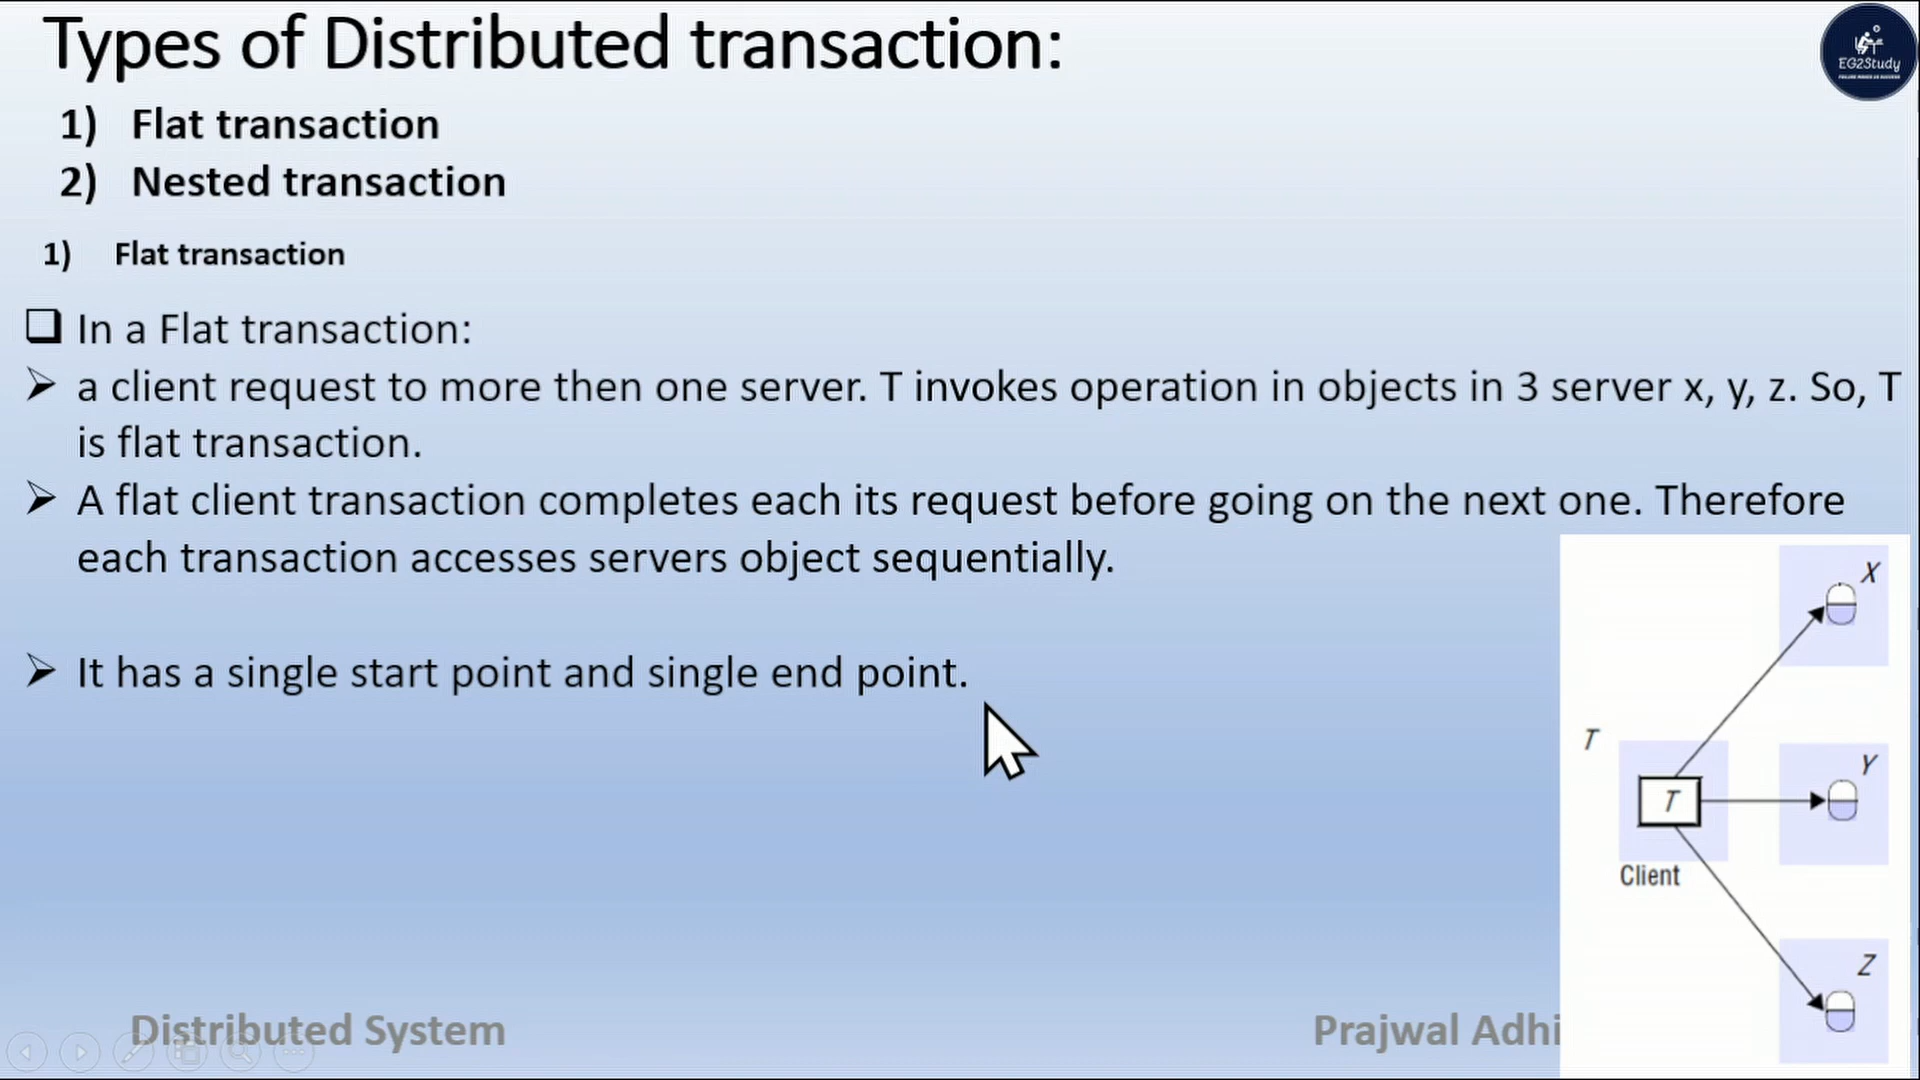 Types of Distributed transaction:
EG2Study
1) Flat transaction
2) Nested transaction
1) Flat transaction
In a Flat transaction:
a client request to more then one server. T invokes operation in objects in 3 server x, y, z. So, T
is flat transaction.
A flat client transaction completes each its request before going on the next one. Therefore
each transaction accesses servers object sequentially.
It has a single start point and single end point.
X
T
Y
T
Client
Z
Distributed System
Prajwal Adhi